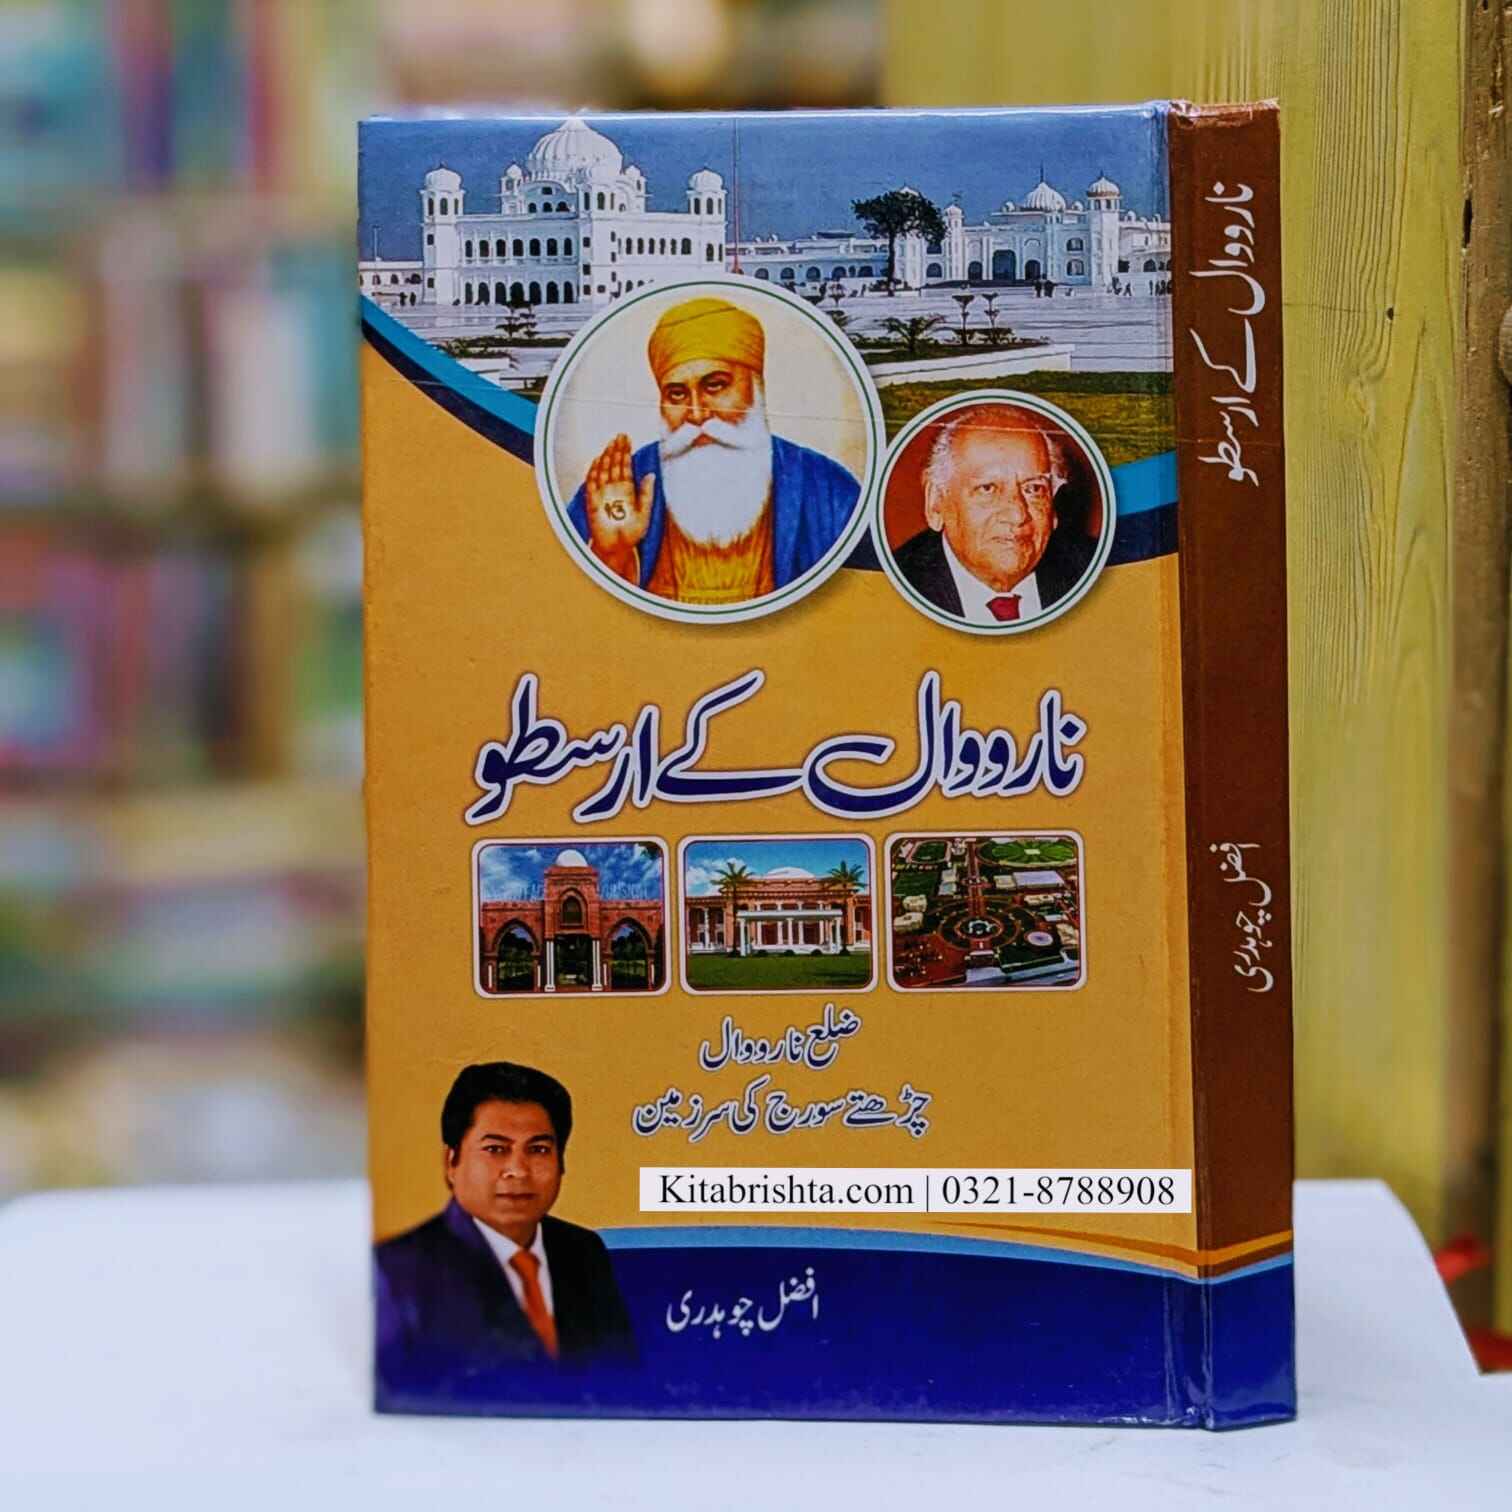 نارووال کے ارسطو
ضلع نارووال
چڑھتے سورج کی سرزمین
Kitabrishta.com | 0321-8788908
افضل چوہدری
نارووال کے ارسطو
افضل چوہدری